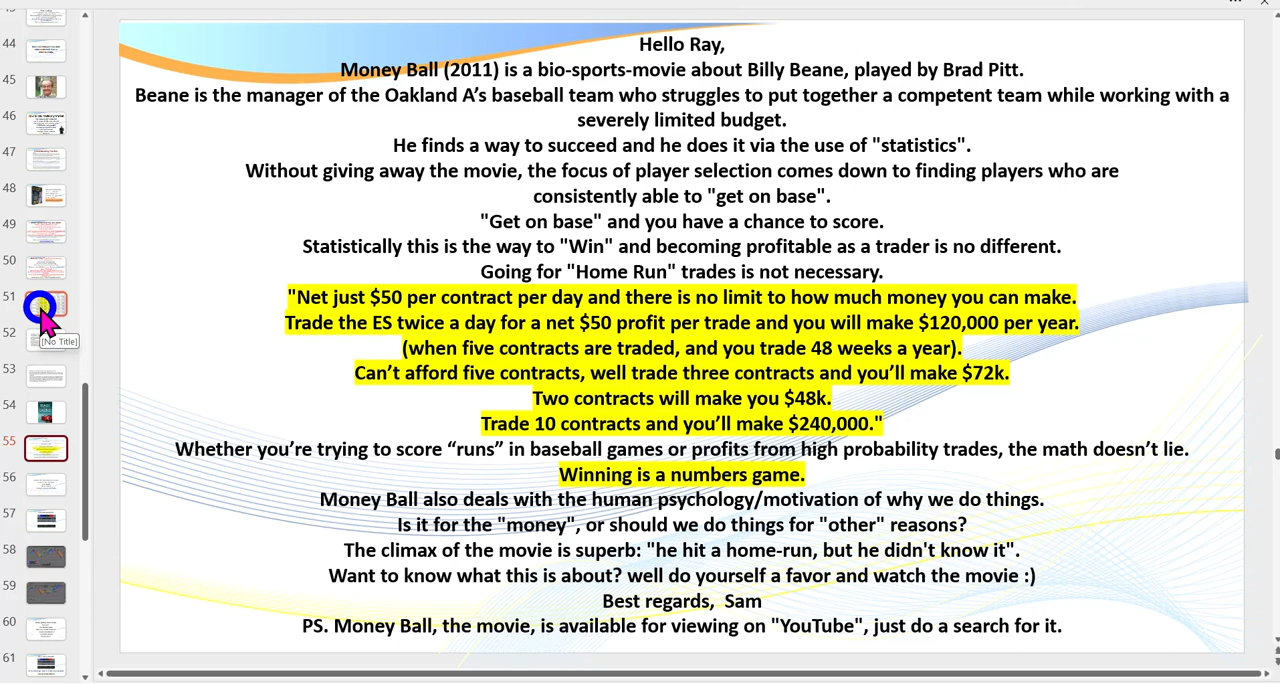 Hello Ray,
Money Ball (2011) is a bio-sports-movie about Billy Beane, played by Brad Pitt.
Beane is the manager of the Oakland A’s baseball team who struggles to put together a competent team while working with a
severely limited budget.
He finds a way to succeed and he does it via the use of "statistics".
Without giving away the movie, the focus of player selection comes down to finding players who are
consistently able to "get on base".
"Get on base" and you have a chance to score.
Statistically this is the way to "Win" and becoming profitable as a trader is no different.
Going for "Home Run" trades is not necessary.
"Net just $50 per contract per day and there is no limit to how much money you can make.
Trade the ES twice a day for a net $50 profit per trade and you will make $120,000 per year.
(when five contracts are traded, and you trade 48 weeks a year).
Can’t afford five contracts, well trade three contracts and you’ll make $72k.
Two contracts will make you $48k.
Trade 10 contracts and you’ll make $240,000."
Whether you’re trying to score “runs” in baseball games or profits from high probability trades, the math doesn’t lie.
Winning is a numbers game.
Money Ball also deals with the human psychology/motivation of why we do things.
Is it for the "money", or should we do things for "other" reasons?
The climax of the movie is superb: "he hit a home-run, but he didn't know it".
Want to know what this is about? well do yourself a favor and watch the movie :)
Best regards,  Sam
PS. Money Ball, the movie, is available for viewing on "YouTube", just do a search for it.
44
45
46
47
48
49
50
51
[No Title]
52
53
54
55
56
57
58
59
60
61